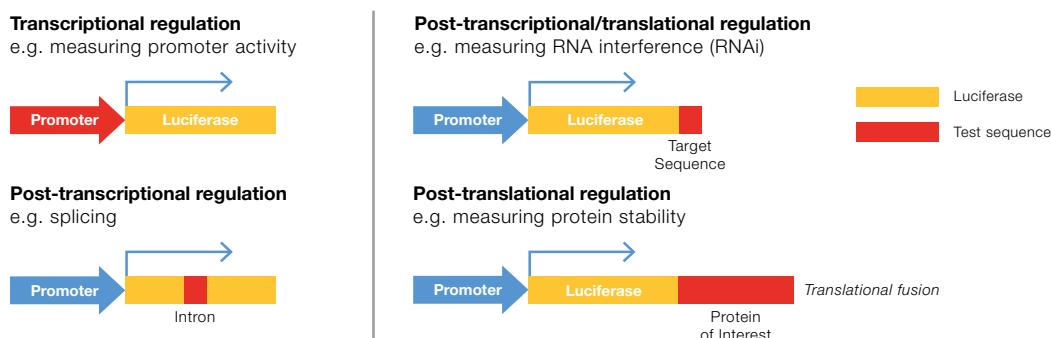 Transcriptional regulation
e.g. measuring promoter activity
Promoter
Luciferase
Post-transcriptional regulation
e.g. splicing
Promoter
Intron
Post-transcriptional/translational regulation
e.g. measuring RNA interference (RNAi)
Promoter
Luciferase
Target
Sequence
Post-translational regulation
e.g. measuring protein stability
Promoter
Luciferase
Translational fusion
Protein
of Interest
Luciferase
Test sequence